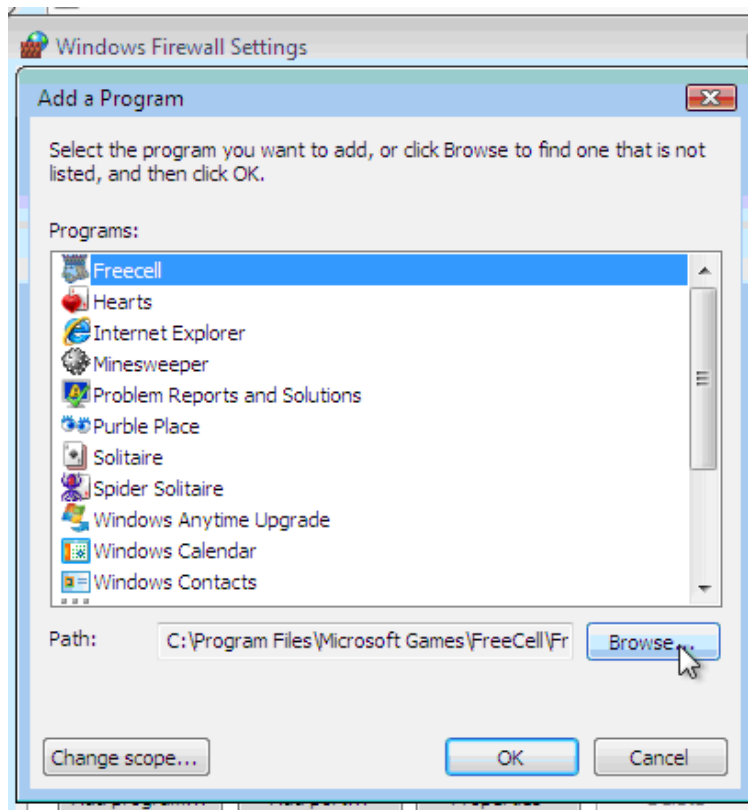 Windows Firewall Settings
Add a Program
Select the program you want to add, or click Browse to find one that is not
listed, and then click OK.
Programs:
Freecell
Hearts
Internet Explorer
Minesweeper
Problem Reports and Solutions
Purble Place
Solitaire
Spider Solitaire
Windows Anytime Upgrade
Windows Calendar
Windows Contacts
Path: C:\Program Files\Microsoft Games\FreeCell\Fr Browse...
Change scope... OK Cancel